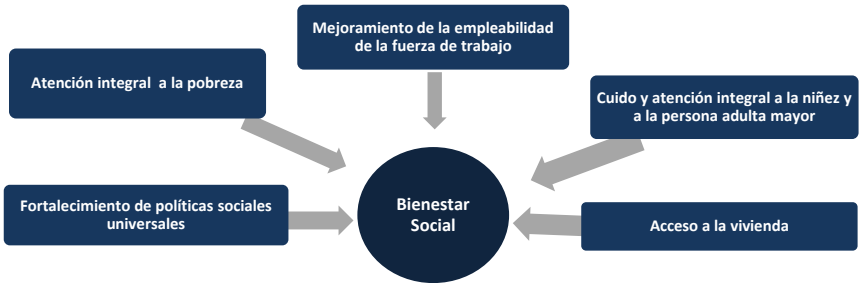 Mejoramiento de la empleabilidad
de la fuerza de trabajo
Atención integral a la pobreza
Cuido y atención integral a la niñez y
a la persona adulta mayor
Fortalecimiento de políticas sociales
universales
Bienestar
Social
Acceso a la vivienda